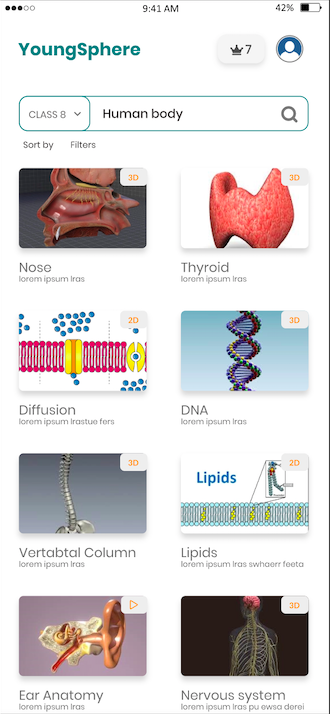 9:41 AM
42%
YoungSphere
7
CLASS 8
Human body
Sort by
Filters
3D
3D
Nose
lorem ipsum lras
Thyroid
lorem ipsum lras
2D
3D
Diffusion
lorem ipsum lrastue fers
DNA
lorem ipsum lras
3D
2D
Lipids
Vertabtal Column
lorem ipsum lras
Lipids
lorem ipsum lras swhaerr feeta
3D
Ear Anatomy
lorem ipsum lras
Nervous system
lorem ipsum lras pu ewsa derei